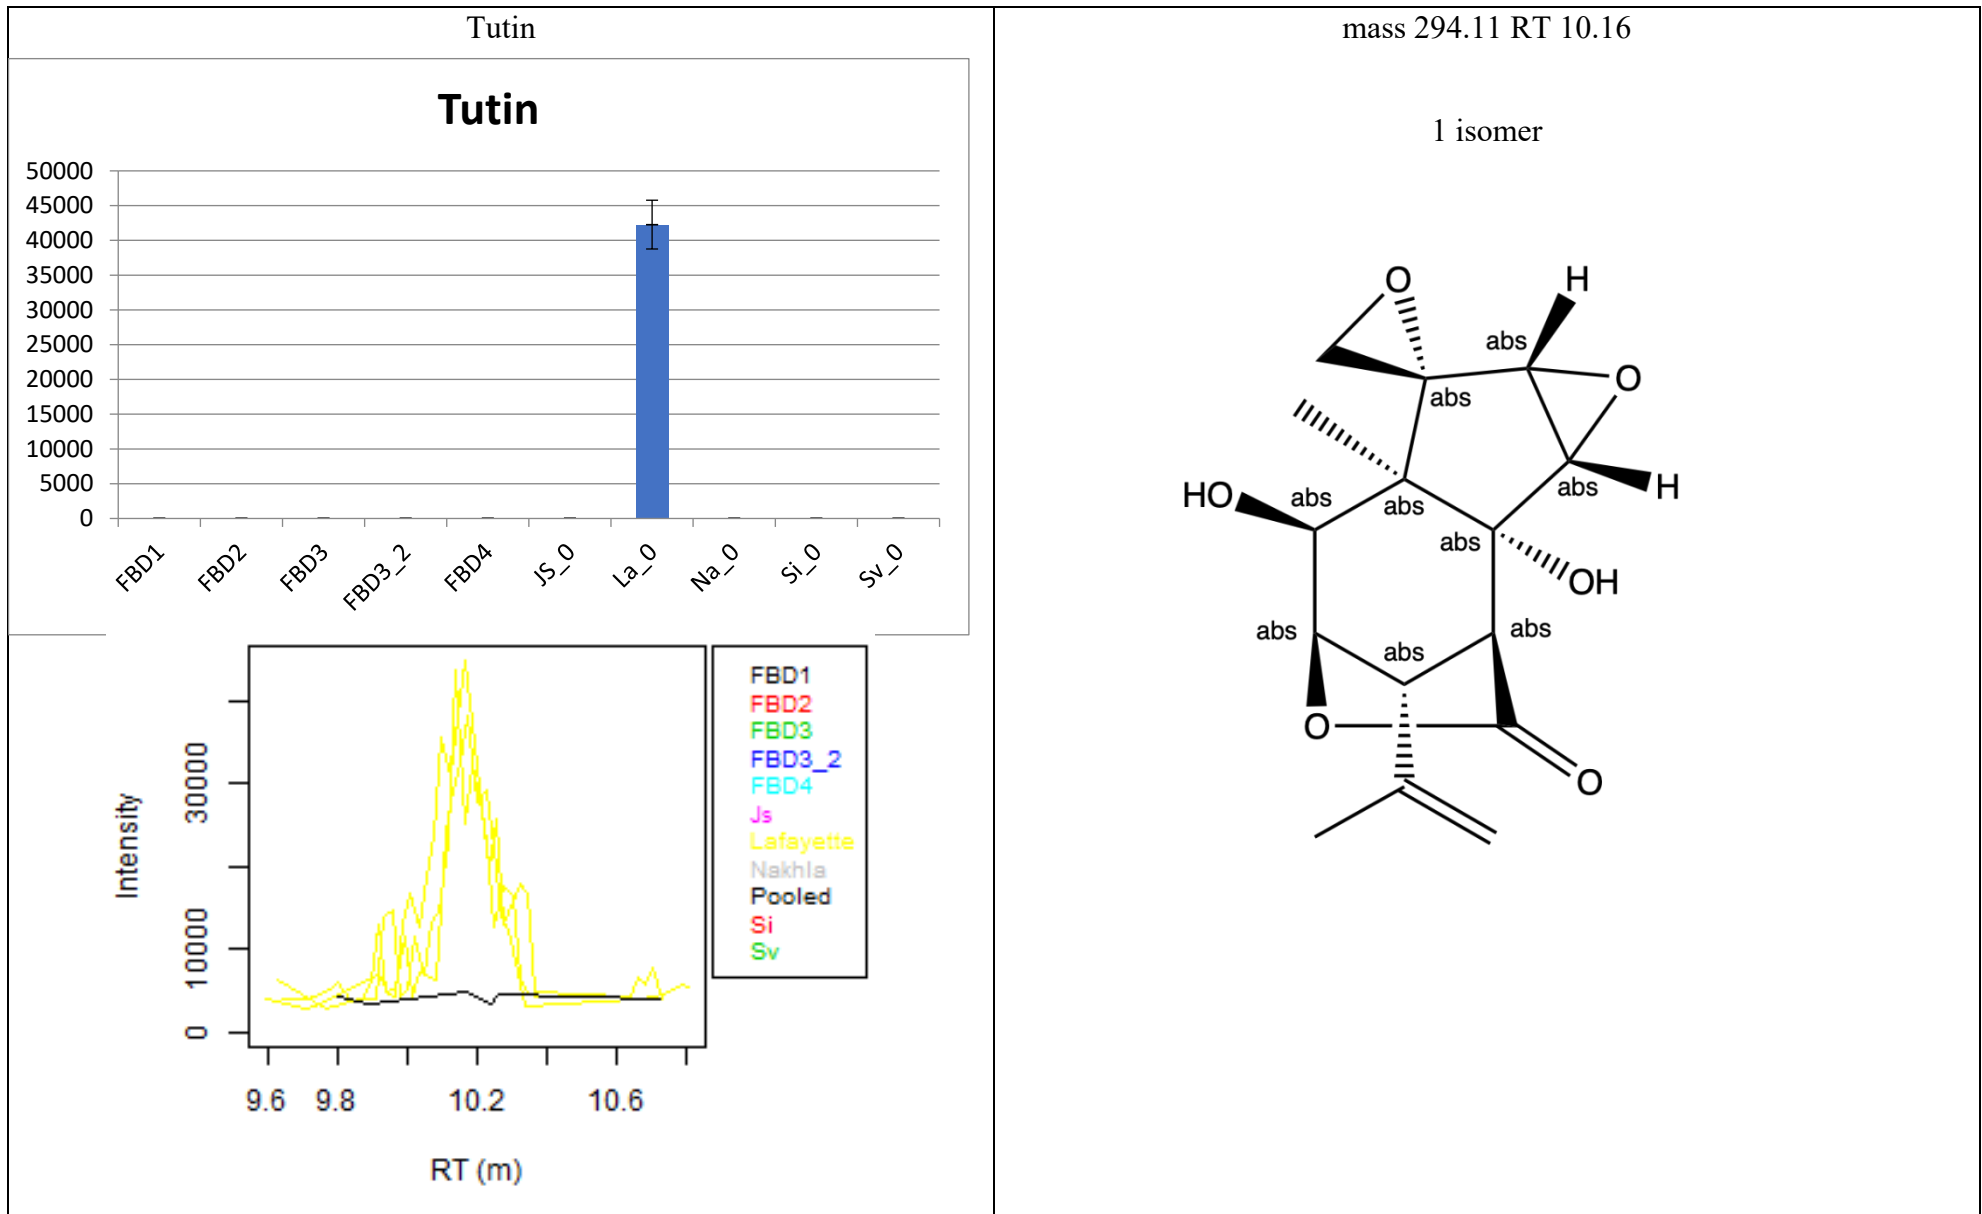 Tutin
Tutin
50000
45000
40000
35000
30000
25000
20000
15000
10000
5000
0
FBD1
FBD2
FBD3
FBD3_2
FBD4
JS_0
La_0
Na_0
Si_0
Sv_0
Intensity
30000
10000
0
9.6 9.8 10.2 10.6
RT (m)
FBD1
FBD2
FBD3
FBD3_2
FBD4
Js
Lafayette
Nakhla
Pooled
Si
Sv
mass 294.11 RT 10.16
1 isomer
O
H
abs
O
abs
HO
abs
abs
abs
H
abs
OH
abs
abs
abs
O
O